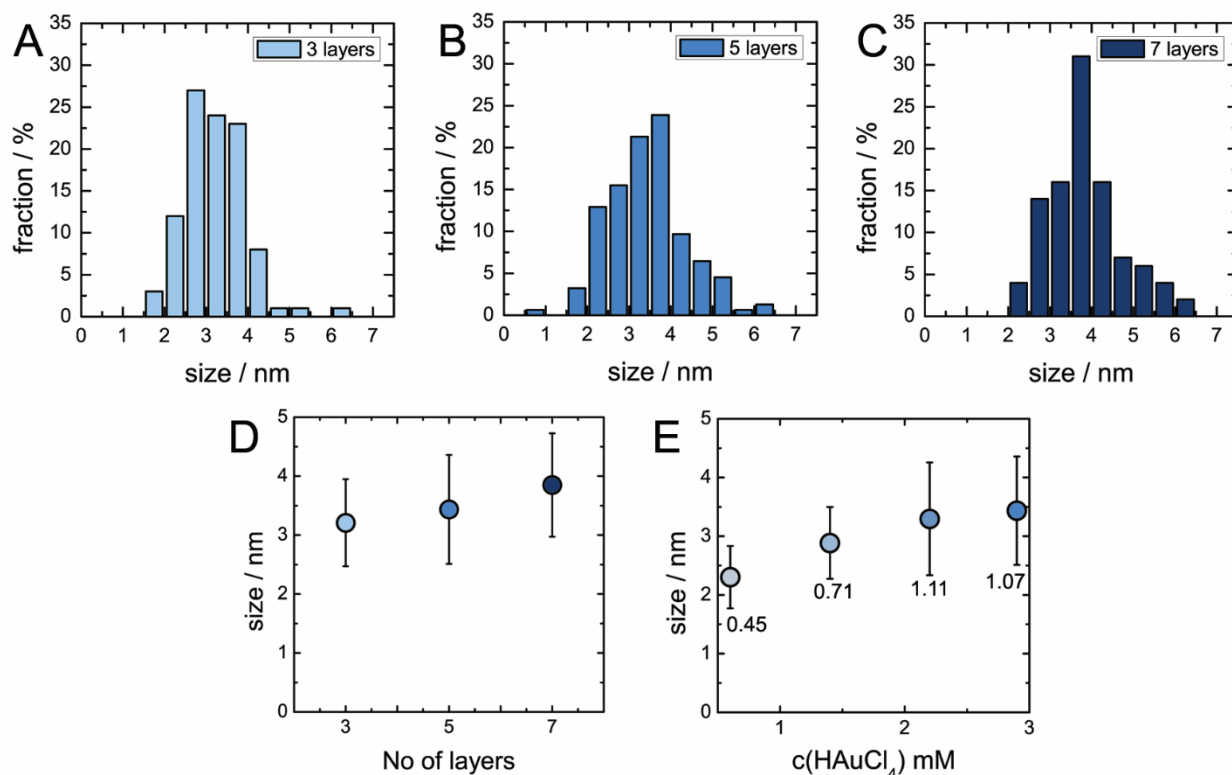 A
3 layers
35
30
25
20
15
10
5
0
fraction / %
0 1 2 3 4 5 6 7
size / nm
B
5 layers
35
30
25
20
15
10
5
0
fraction / %
0 1 2 3 4 5 6 7
size / nm
C
7 layers
35
30
25
20
15
10
5
0
fraction / %
0 1 2 3 4 5 6 7
size / nm
D
5
4
3
2
1
0
size / nm
3 5 7
No of layers
E
5
4
3
2
1
0
size / nm
0.45
0.71
1.11
1.07
1 2 3
c(HAuCl₄) mM